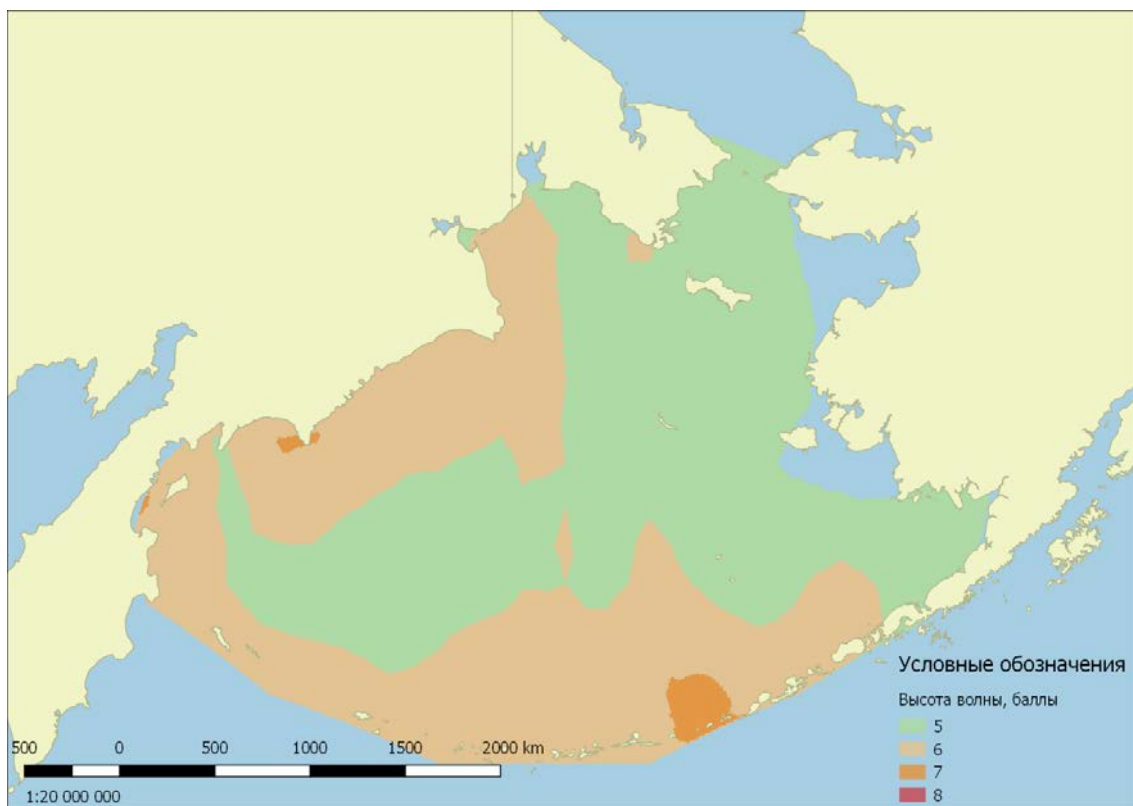 Условные обозначения
Высота волны, баллы
5
6
7
8
500 0 500 1000 1500 2000 km
1:20 000 000